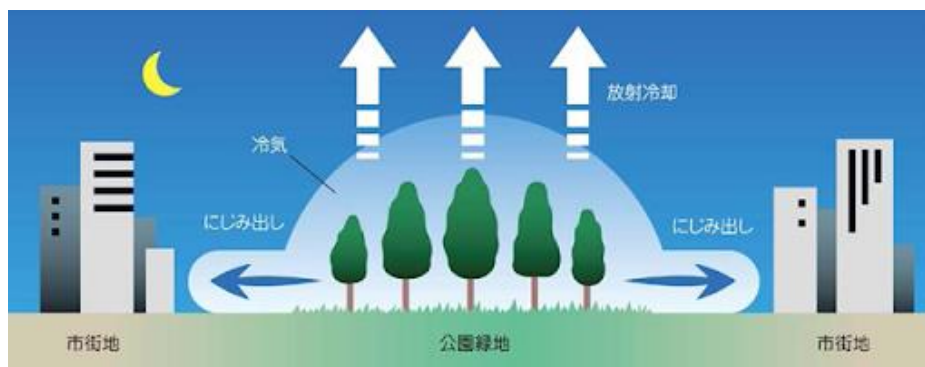 放射冷却
冷気
にじみ出し
にじみ出し
市街地
公園緑地
市街地